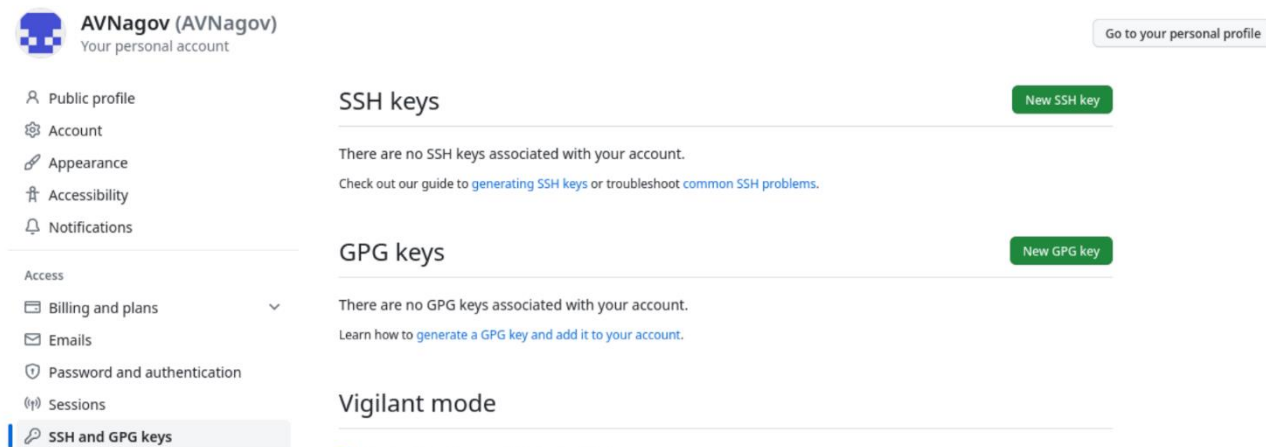 AVNagov (AVNagov)
Your personal account
Go to your personal profile
Public profile
Account
Appearance
Accessibility
Notifications
Access
Billing and plans
Emails
Password and authentication
Sessions
SSH and GPG keys
SSH keys
New SSH key
There are no SSH keys associated with your account.
Check out our guide to generating SSH keys or troubleshoot common SSH problems.
GPG keys
New GPG key
There are no GPG keys associated with your account.
Learn how to generate a GPG key and add it to your account.
Vigilant mode